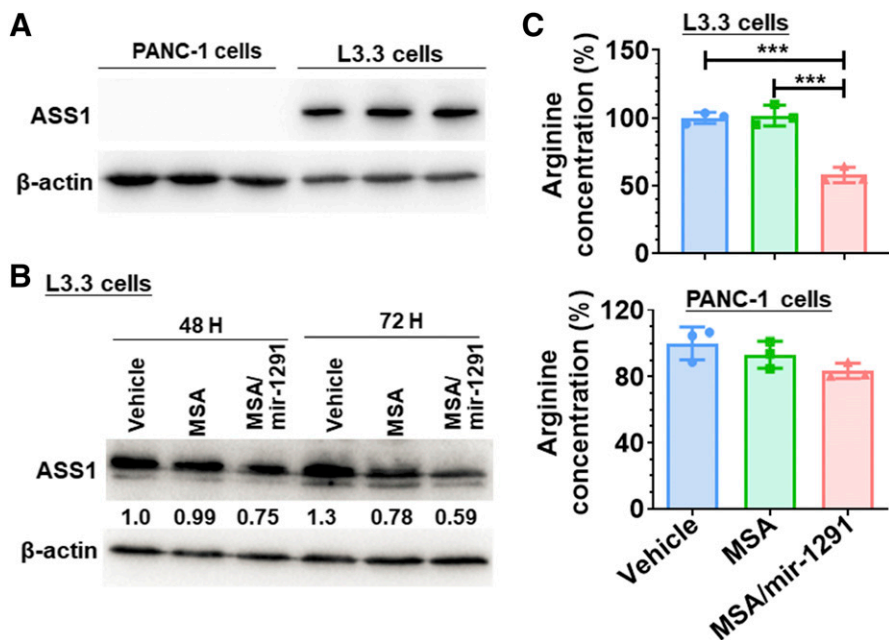 A
PANC-1 cells
L3.3 cells
ASS1
β-actin
B
L3.3 cells
48 H
72 H
Vehicle
MSA
MSA/
mir-1291
Vehicle
MSA
MSA/
mir-1291
ASS1
1.0 0.99 0.75 1.3 0.78 0.59
β-actin
C
L3.3 cells
Arginine
concentration (%)
150
100
50
0
***
***
PANC-1 cells
Arginine
concentration (%)
120
80
40
0
Vehicle
MSA
MSA/mir-1291